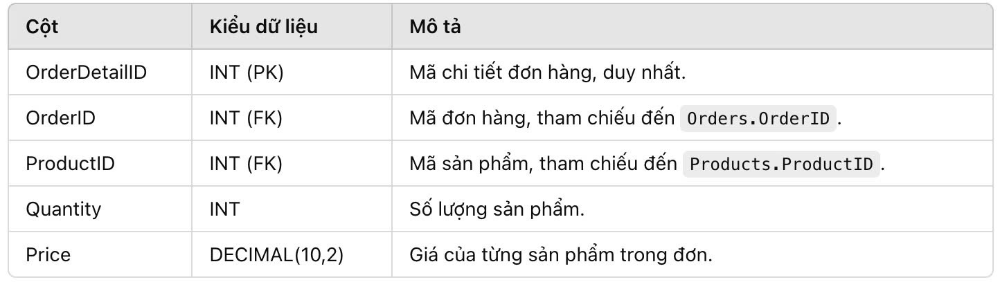 Cột Kiểu dữ liệu Mô tả
OrderDetailID INT (PK) Mã chi tiết đơn hàng, duy nhất.
OrderID INT (FK) Mã đơn hàng, tham chiếu đến Orders.OrderID.
ProductID INT (FK) Mã sản phẩm, tham chiếu đến Products.ProductID.
Quantity INT Số lượng sản phẩm.
Price DECIMAL(10,2) Giá của từng sản phẩm trong đơn.